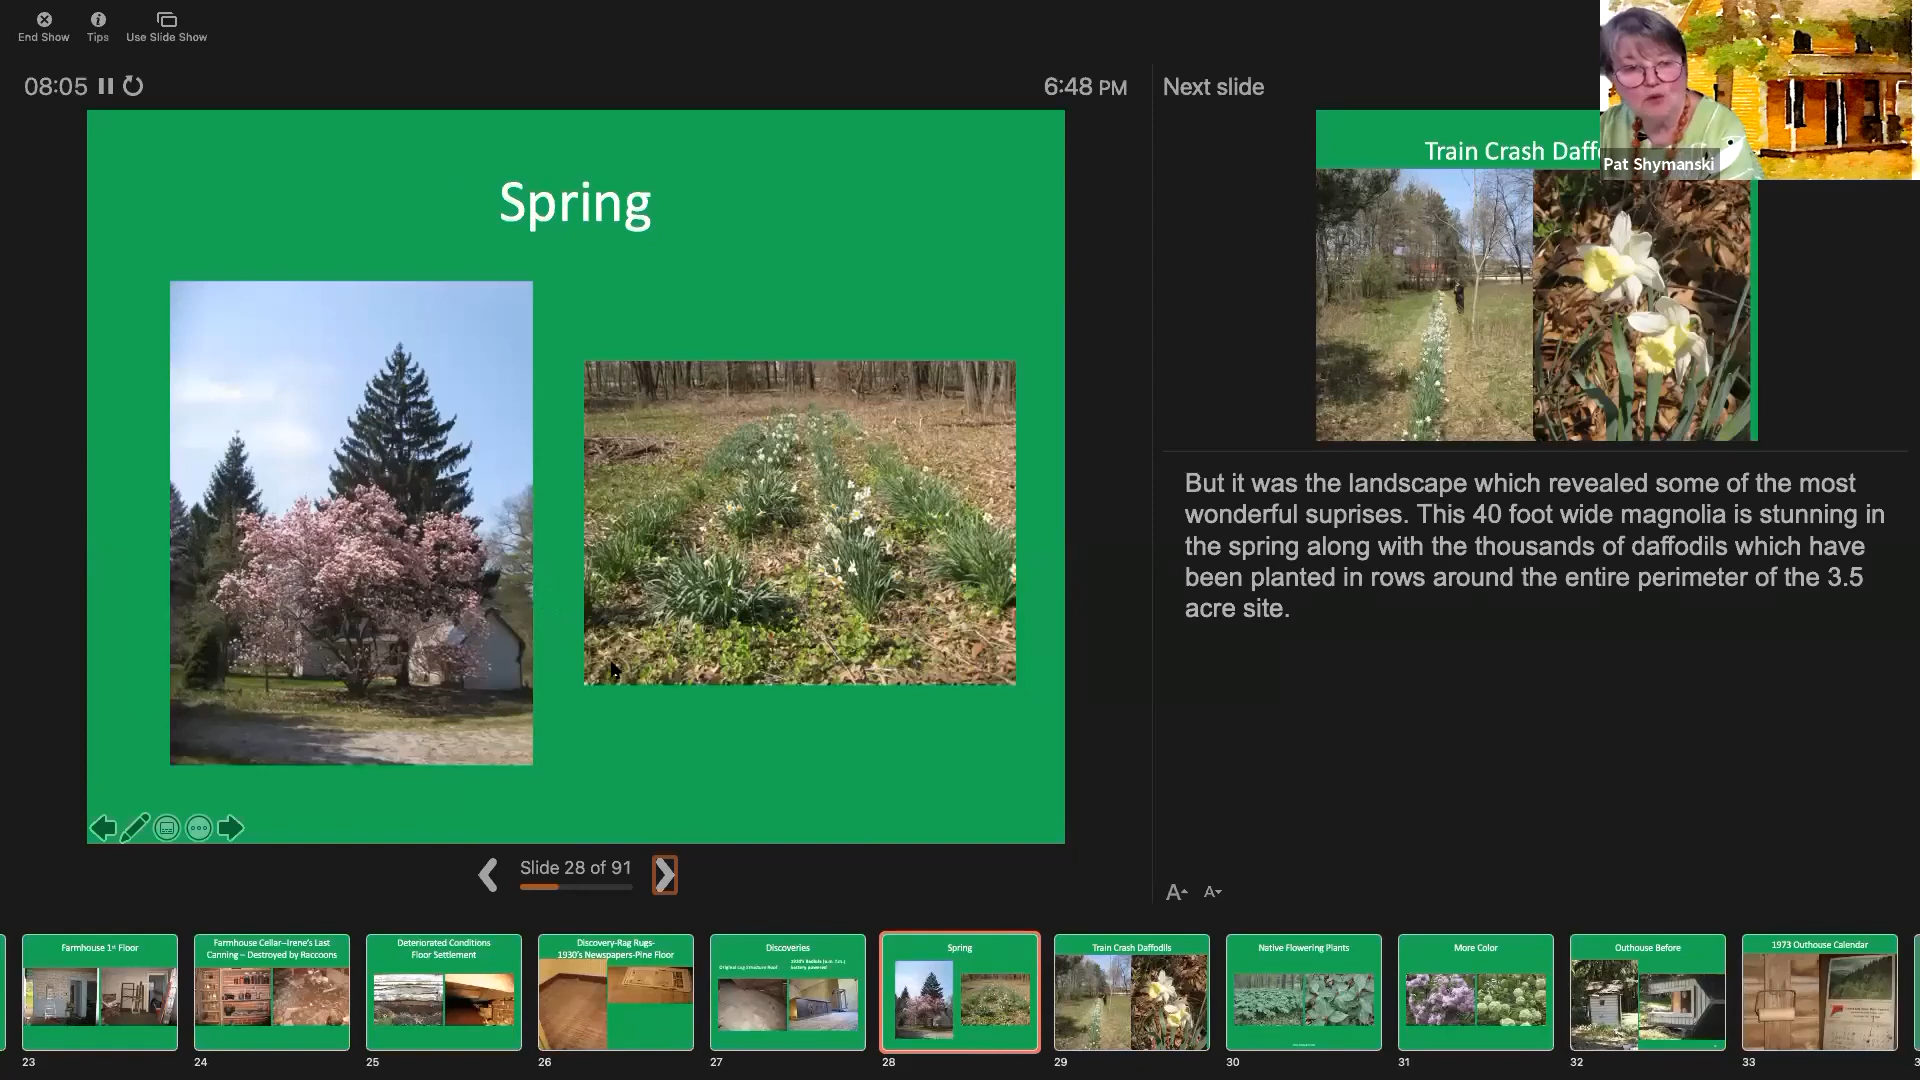 End Show
Tips
Use Slide Show
08:05
6:48 PM
Next slide
Spring
Train Crash Daff
Pat Shymanski
But it was the landscape which revealed some of the most
wonderful suprises. This 40 foot wide magnolia is stunning in
the spring along with the thousands of daffodils which have
been planted in rows around the entire perimeter of the 3.5
acre site.
Slide 28 of 91
A A
Farmhouse 1st Floor
23
Farmhouse Cellar–Irene's Last
Canning – Destroyed by Raccoons
24
Deteriorated Conditions
Floor Settlement
25
Discovery-Rag Rugs-
1930's Newspapers-Pine Floor
26
Discoveries
Original Log Structure Roof
27
Spring
28
Train Crash Daffodils
29
Native Flowering Plants
30
More Color
31
Outhouse Before
32
1973 Outhouse Calendar
33